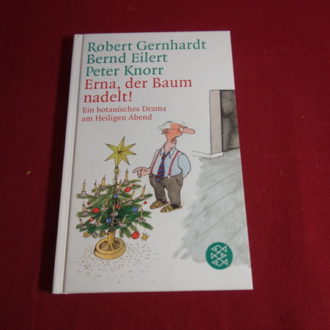 Robert Gernhardt
Bernd Eilert
Peter Knorr
Erna, der Baum
nadelt!
Ein botanisches Drama
am Heiligen Abend